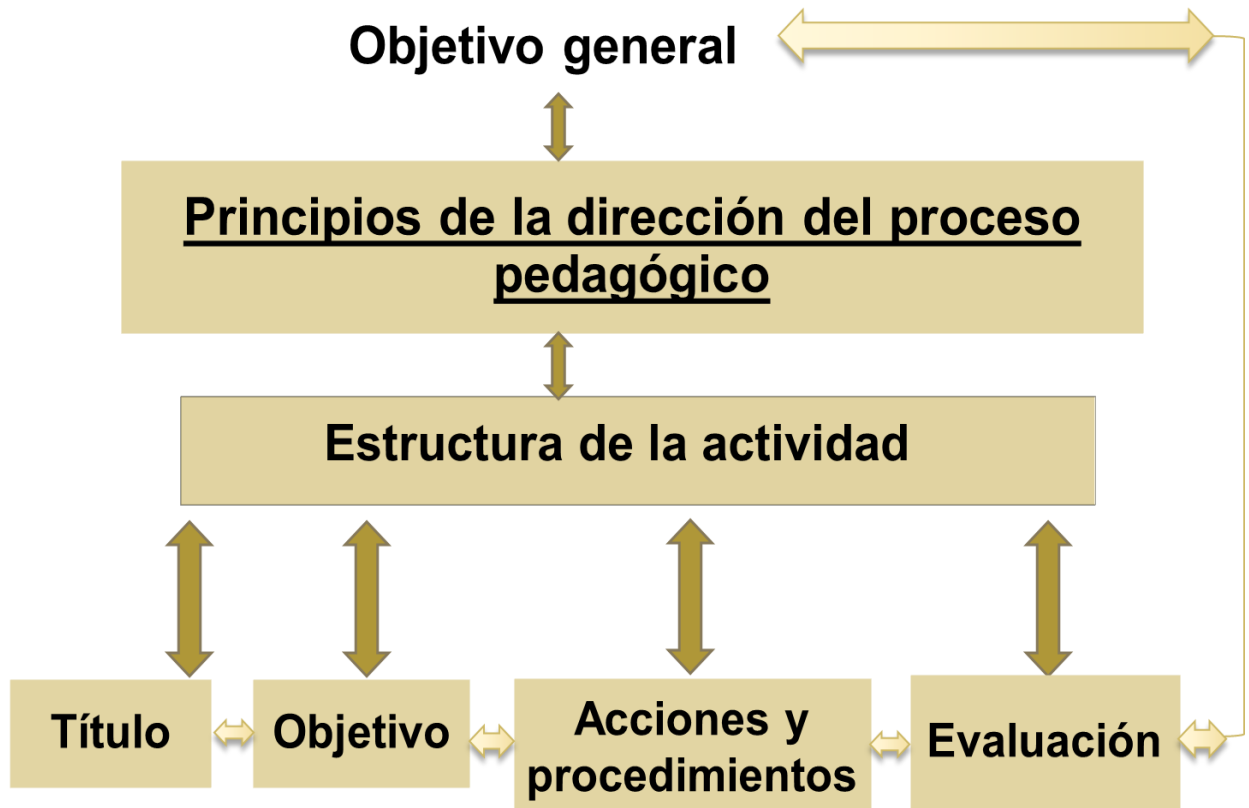 Objetivo general
Principios de la dirección del proceso
pedagógico
Estructura de la actividad
Título
Objetivo
Acciones y
procedimientos
Evaluación